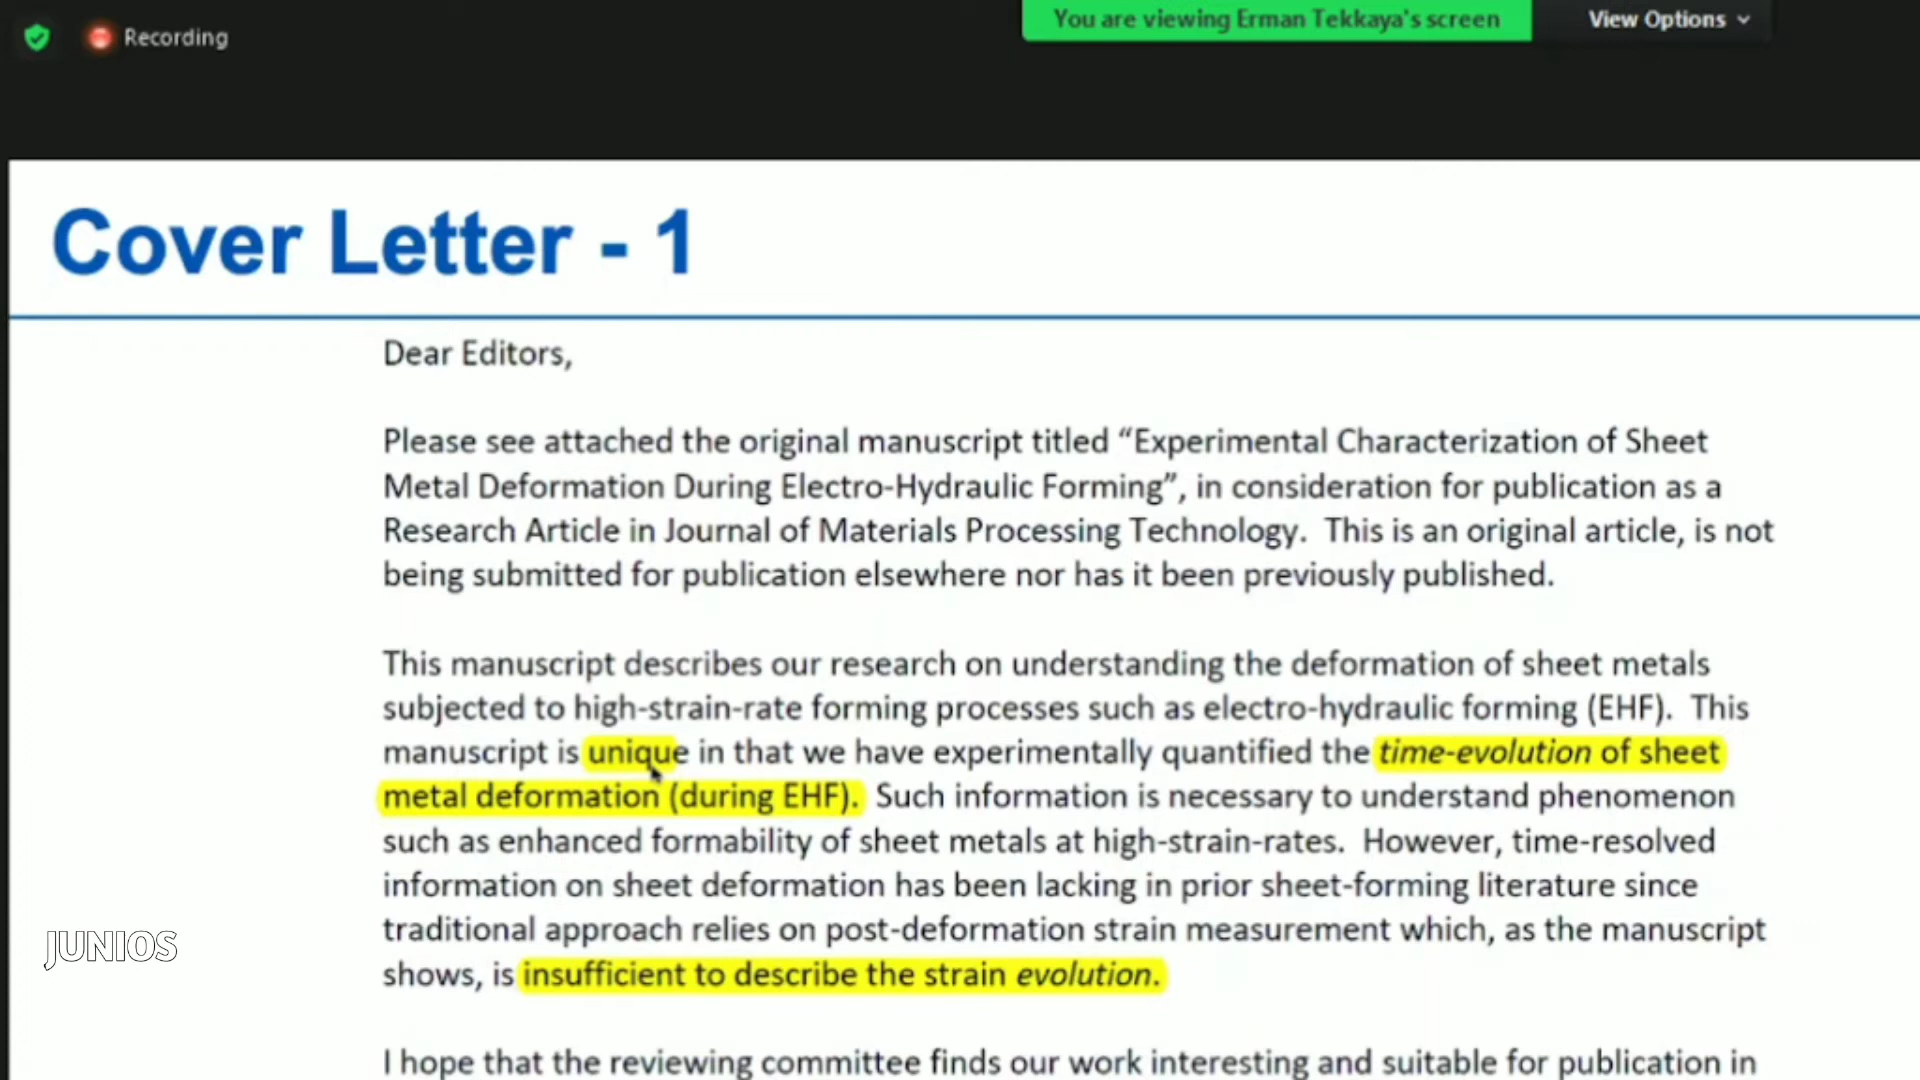 Recording
You are viewing Erman Tekkaya's screen
View Options
Cover Letter - 1
Dear Editors,
Please see attached the original manuscript titled “Experimental Characterization of Sheet
Metal Deformation During Electro-Hydraulic Forming”, in consideration for publication as a
Research Article in Journal of Materials Processing Technology. This is an original article, is not
being submitted for publication elsewhere nor has it been previously published.
This manuscript describes our research on understanding the deformation of sheet metals
subjected to high-strain-rate forming processes such as electro-hydraulic forming (EHF). This
manuscript is unique in that we have experimentally quantified the time-evolution of sheet
metal deformation (during EHF). Such information is necessary to understand phenomenon
such as enhanced formability of sheet metals at high-strain-rates. However, time-resolved
information on sheet deformation has been lacking in prior sheet-forming literature since
traditional approach relies on post-deformation strain measurement which, as the manuscript
shows, is insufficient to describe the strain evolution.
I hope that the reviewing committee finds our work interesting and suitable for publication in
JUNIOS